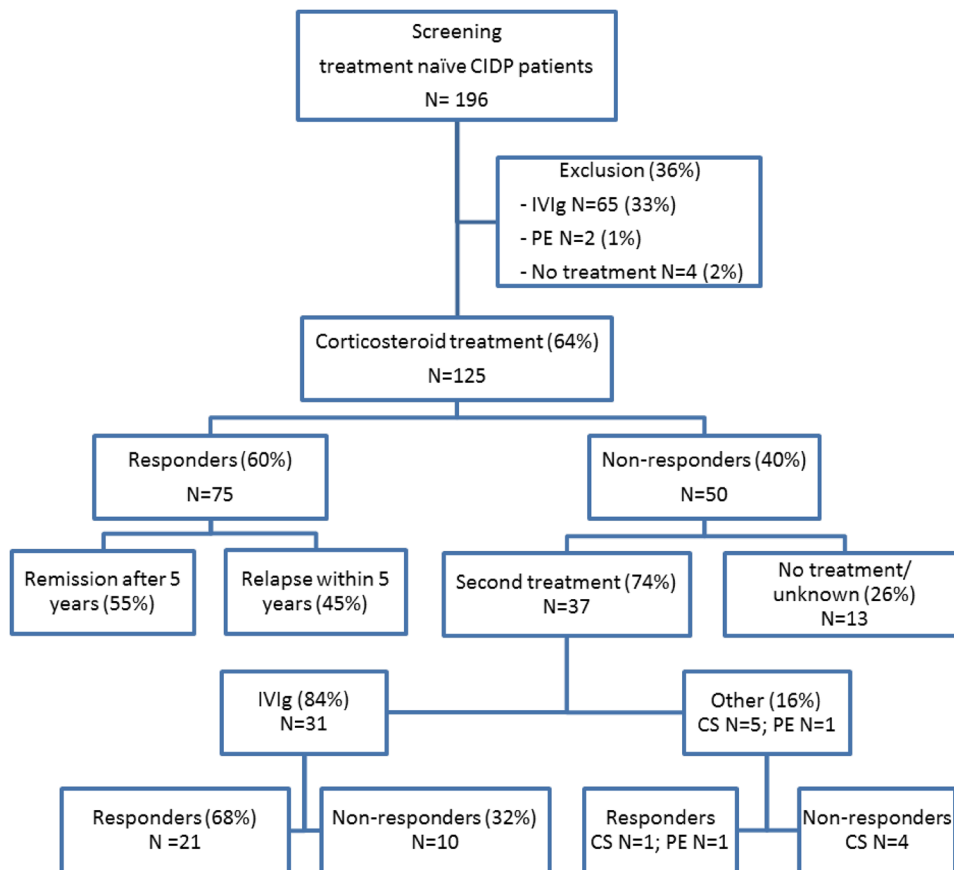 Screening
treatment naïve CIDP patients
N= 196
Exclusion (36%)
- IVIg N=65 (33%)
- PE N=2 (1%)
- No treatment N=4 (2%)
Corticosteroid treatment (64%)
N=125
Responders (60%)
N=75
Non-responders (40%)
N=50
Remission after 5
years (55%)
Relapse within 5
years (45%)
Second treatment (74%)
N=37
No treatment/
unknown (26%)
N=13
IVIg (84%)
N=31
Other (16%)
CS N=5; PE N=1
Responders (68%)
N =21
Non-responders (32%)
N=10
Responders
CS N=1; PE N=1
Non-responders
CS N=4